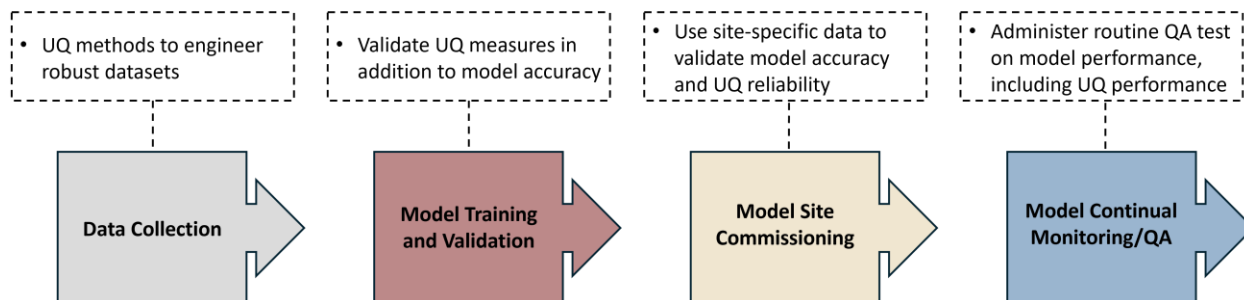 • UQ methods to engineer
robust datasets
• Validate UQ measures in
addition to model accuracy
• Use site-specific data to
validate model accuracy
and UQ reliability
• Administer routine QA test
on model performance,
including UQ performance
Data Collection
Model Training
and Validation
Model Site
Commissioning
Model Continual
Monitoring/QA